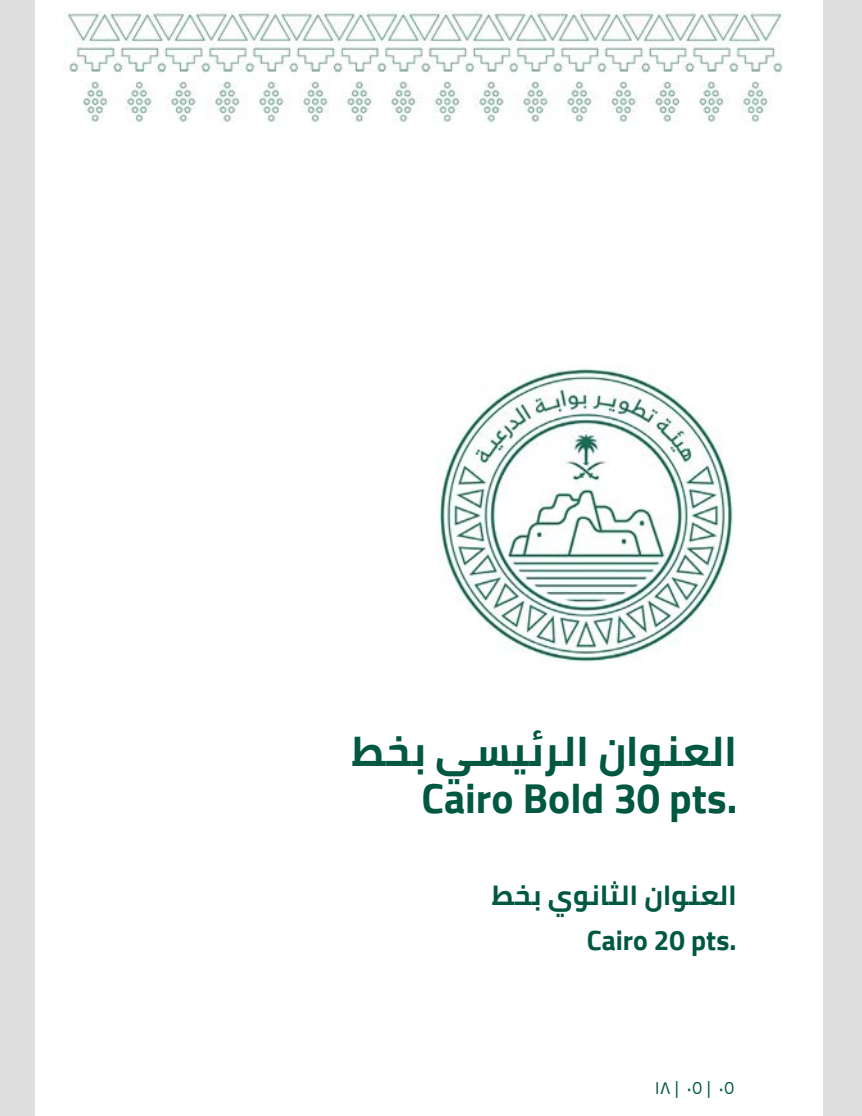 هيئة تطوير بوابة الدرعية
العنوان الرئيسي بخط
Cairo Bold 30 pts.
العنوان الثانوي بخط
Cairo 20 pts.
١٨ | ٠٥ | ٠٥